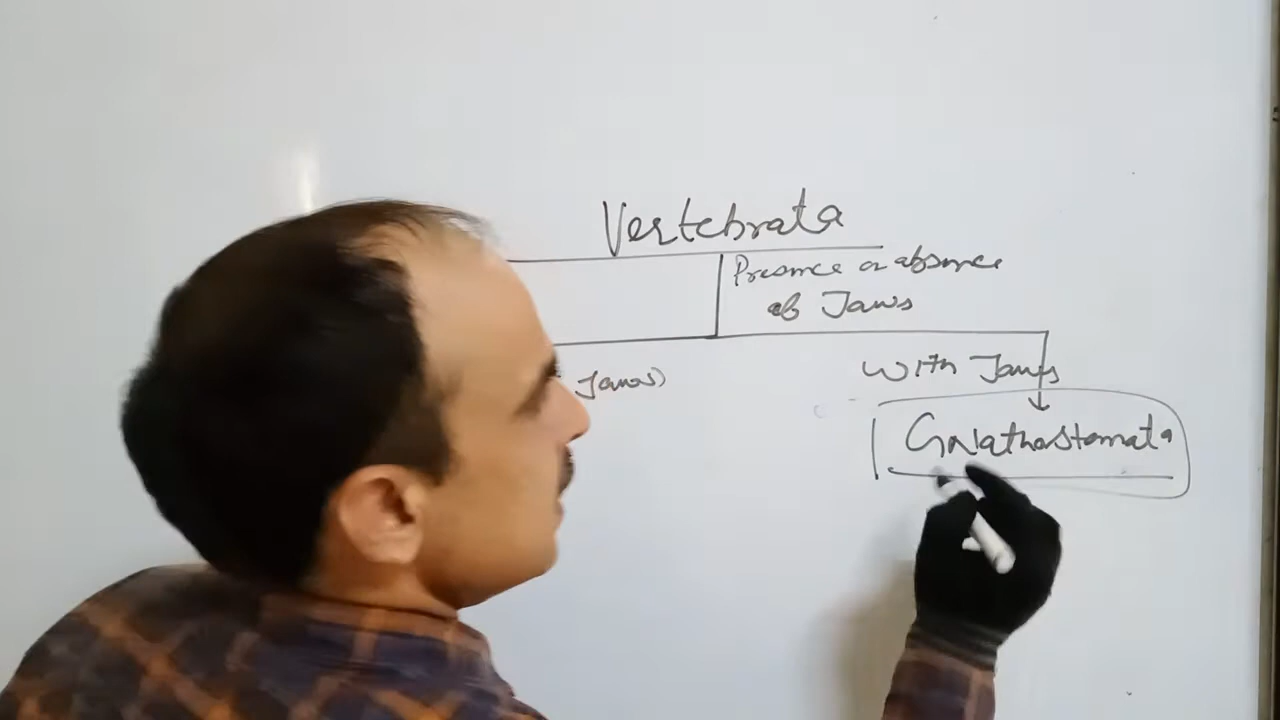 Vertebrata
Presence or absence
of Jaws
With Jaws
Jaws)
Gnathostomata